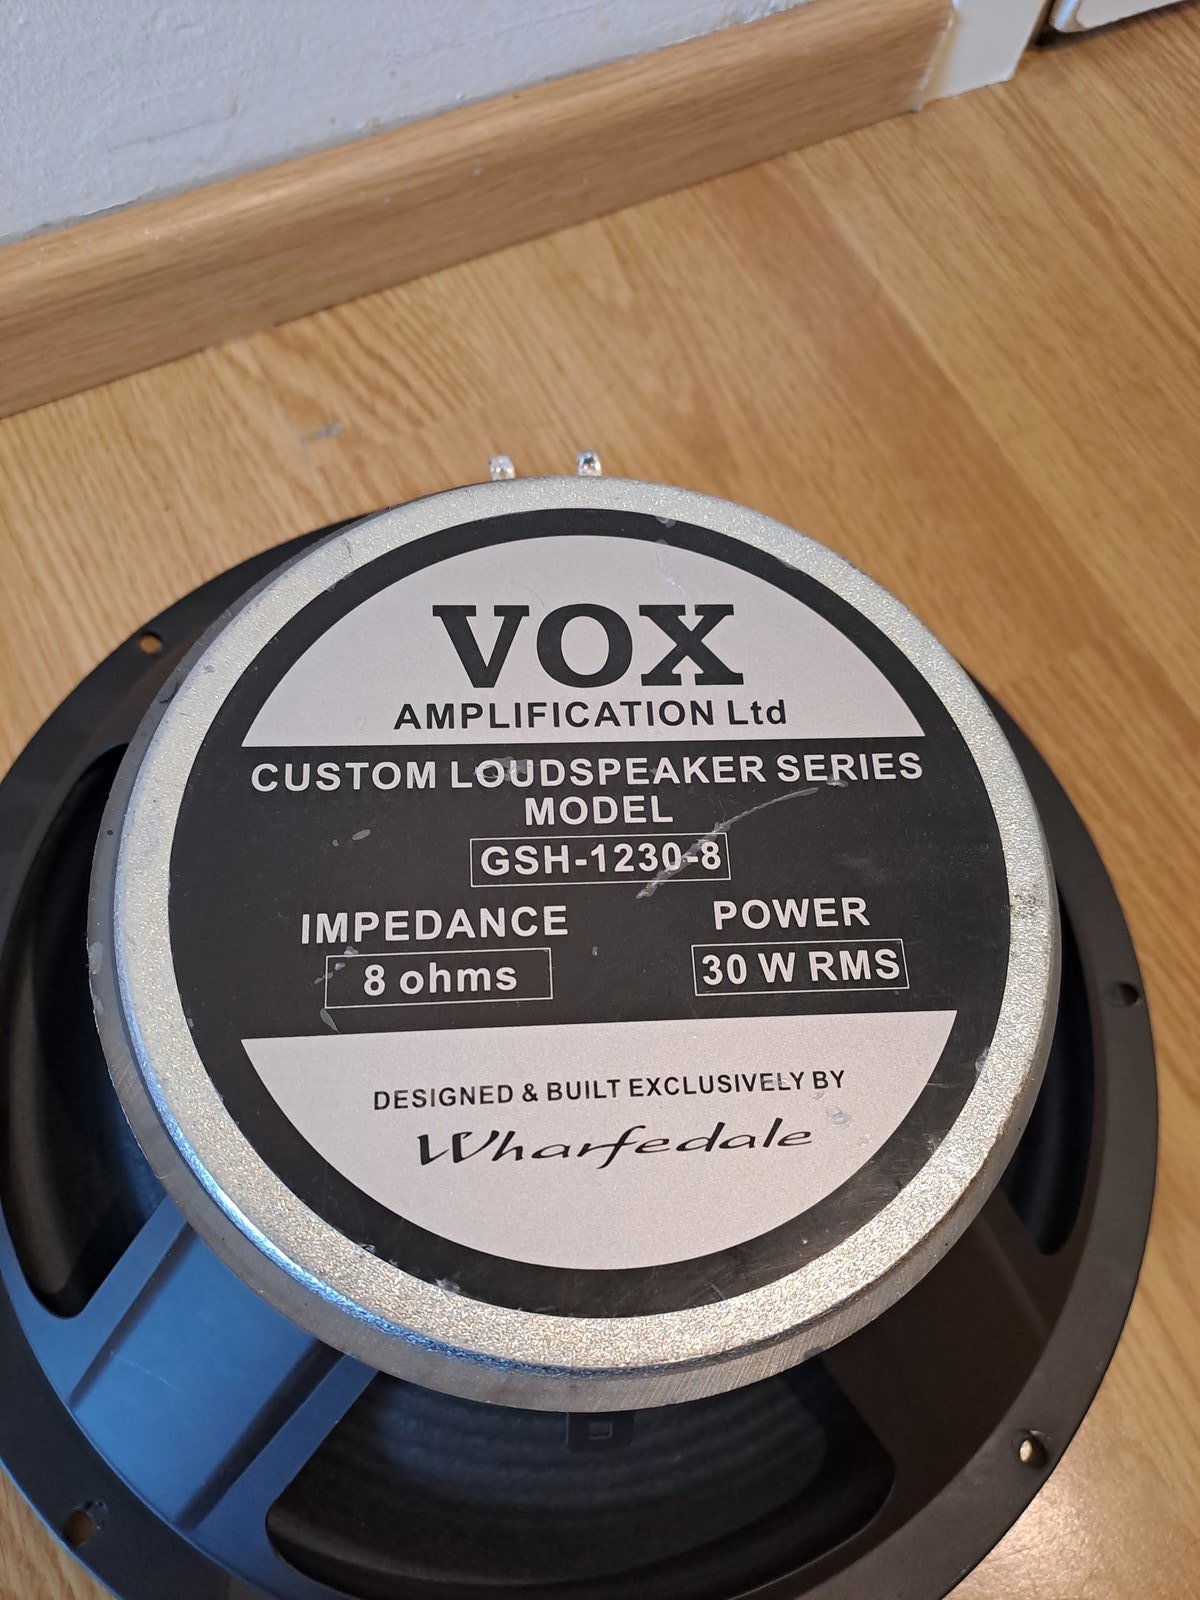 VOX
AMPLIFICATION Ltd
CUSTOM LOUDSPEAKER SERIES
MODEL
GSH-1230-8
IMPEDANCE POWER
8 ohms 30 W RMS
DESIGNED & BUILT EXCLUSIVELY BY
Wharfedale